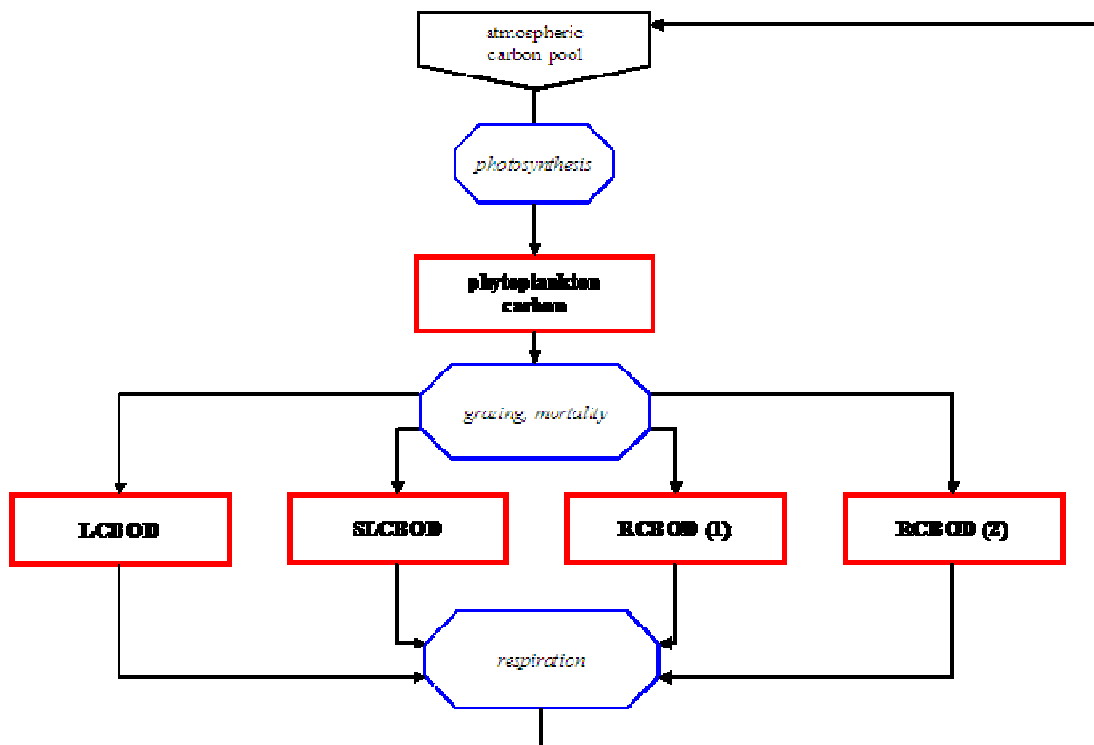 atmospheric
carbon pool
photosynthesis
phytoplankton
carbon
grazing, mortality
LCBOD
SLCBOD
RCBOD (1)
RCBOD (2)
respiration